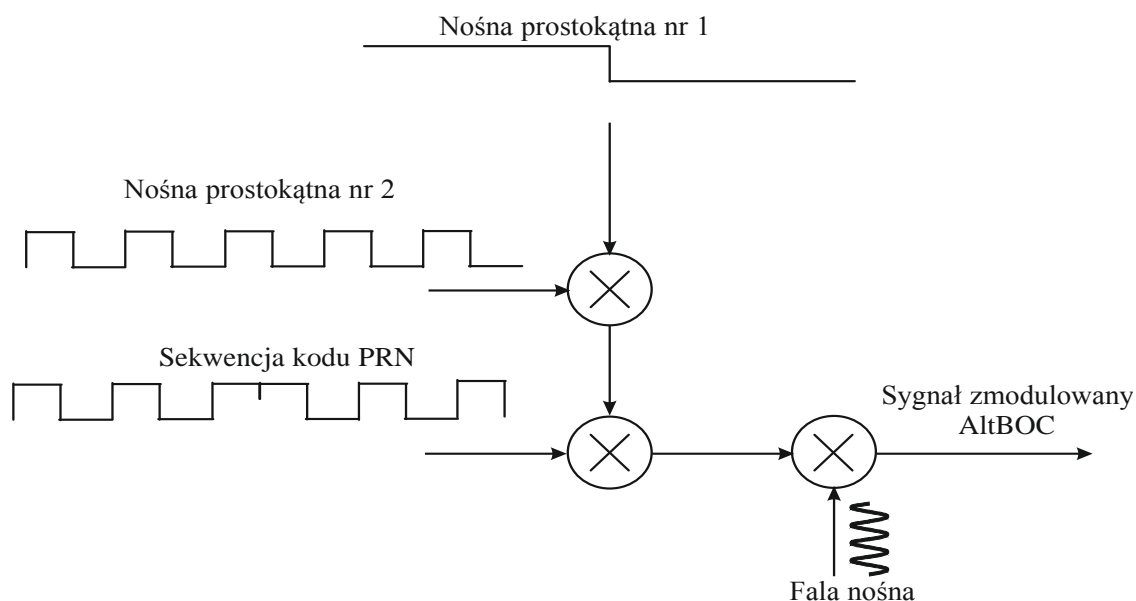 Nośna prostokątna nr 1
Nośna prostokątna nr 2
Sekwencja kodu PRN
Sygnał zmodulowany
AltBOC
Fala nośna